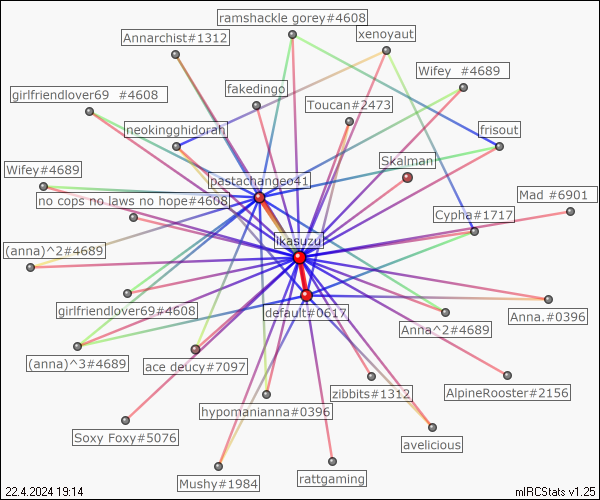 ramshackle gorey#4608
xenoyaut
Annarchist#1312
Wifey  #4689
fakedingo
girlfriendlover69  #4608
Toucan#2473
neokingghidorah
frisout
Skalman
Wifey#4689
pastachangeo41
Mad #6901
no cops no laws no hope#4608
Cypha#1717
ikasuzu
(anna)^2#4689
girlfriendlover69#4608
default#0617
Anna.#0396
Anna^2#4689
(anna)^3#4689
ace deucy#7097
zibbits#1312
AlpineRooster#2156
hypomanianna#0396
Soxy Foxy#5076
avelicious
Mushy#1984
rattgaming
22.4.2024 19:14
mIRCStats v1.25